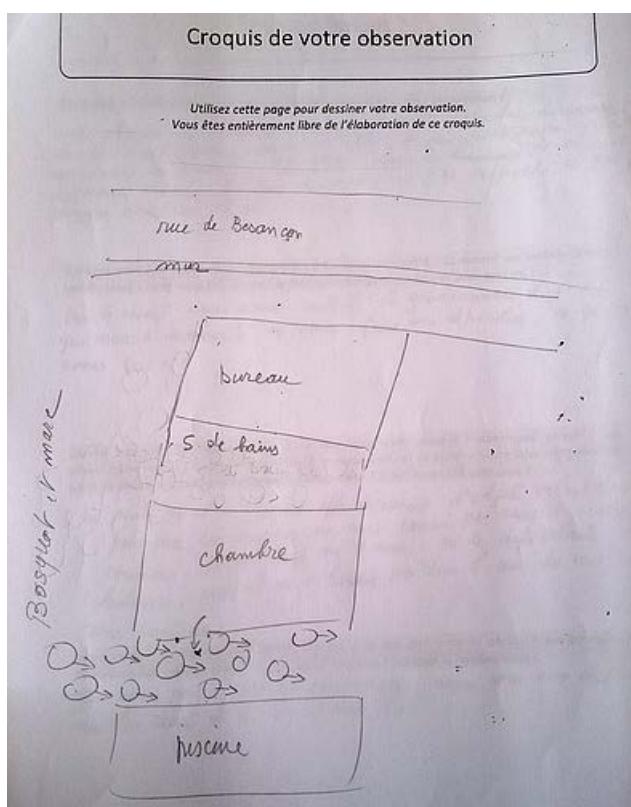 Croquis de votre observation
Utilisez cette page pour dessiner votre observation.
Vous êtes entièrement libre de l'élaboration de ce croquis.
rue de Besançon
mur
bureau
S de bains
chambre
Bosquet et mare
piscine